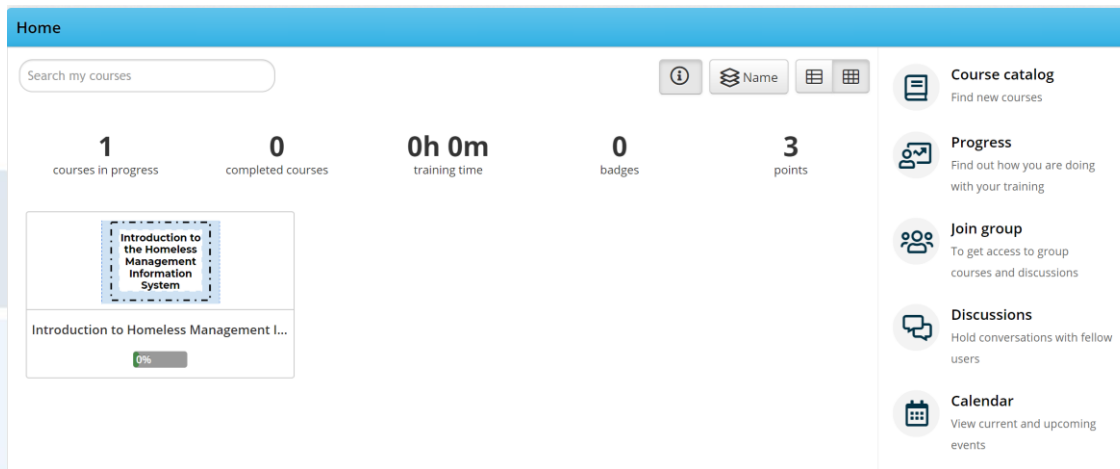 Home
Search my courses
Name
1
courses in progress
0
completed courses
0h 0m
training time
0
badges
3
points
Introduction to
the Homeless
Management
Information
System
Introduction to Homeless Management I...
0%
Course catalog
Find new courses
Progress
Find out how you are doing
with your training
Join group
To get access to group
courses and discussions
Discussions
Hold conversations with fellow
users
Calendar
View current and upcoming
events